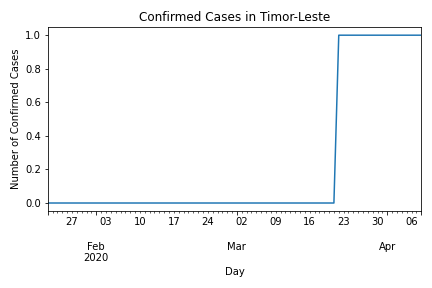 Confirmed Cases in Timor-Leste
Number of Confirmed Cases
1.0
0.8
0.6
0.4
0.2
0.0
27 03 10 17 24 02 09 16 23 30 06
Feb Mar Apr
2020
Day